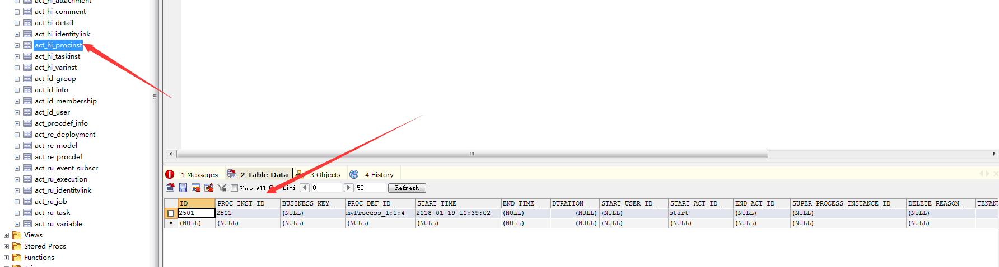 act_hi_attachment
act_hi_comment
act_hi_detail
act_hi_identitylink
act_hi_procinst
act_hi_taskinst
act_hi_varinst
act_id_group
act_id_info
act_id_membership
act_id_user
act_procdef_info
act_re_deployment
act_re_model
act_re_procdef
act_ru_event_subscr
act_ru_execution
act_ru_identitylink
act_ru_job
act_ru_task
act_ru_variable
Views
Stored Procs
Functions
1 Messages 2 Table Data 3 Objects 4 History
Show All Limi 0 50 Refresh
ID_ PROC_INST_ID_ BUSINESS_KEY_ PROC_DEF_ID_ START_TIME_ END_TIME_ DURATION_ START_USER_ID_ START_ACT_ID_ END_ACT_ID_ SUPER_PROCESS_INSTANCE_ID_ DELETE_REASON_ TENANT
2501 2501 (NULL) myProcess_1:1:4 2018-01-19 10:39:02 (NULL) (NULL) (NULL) start (NULL) (NULL) (NULL)
* (NULL) (NULL) (NULL) (NULL) (NULL) (NULL) (NULL) (NULL) (NULL) (NULL) (NULL) (NULL)